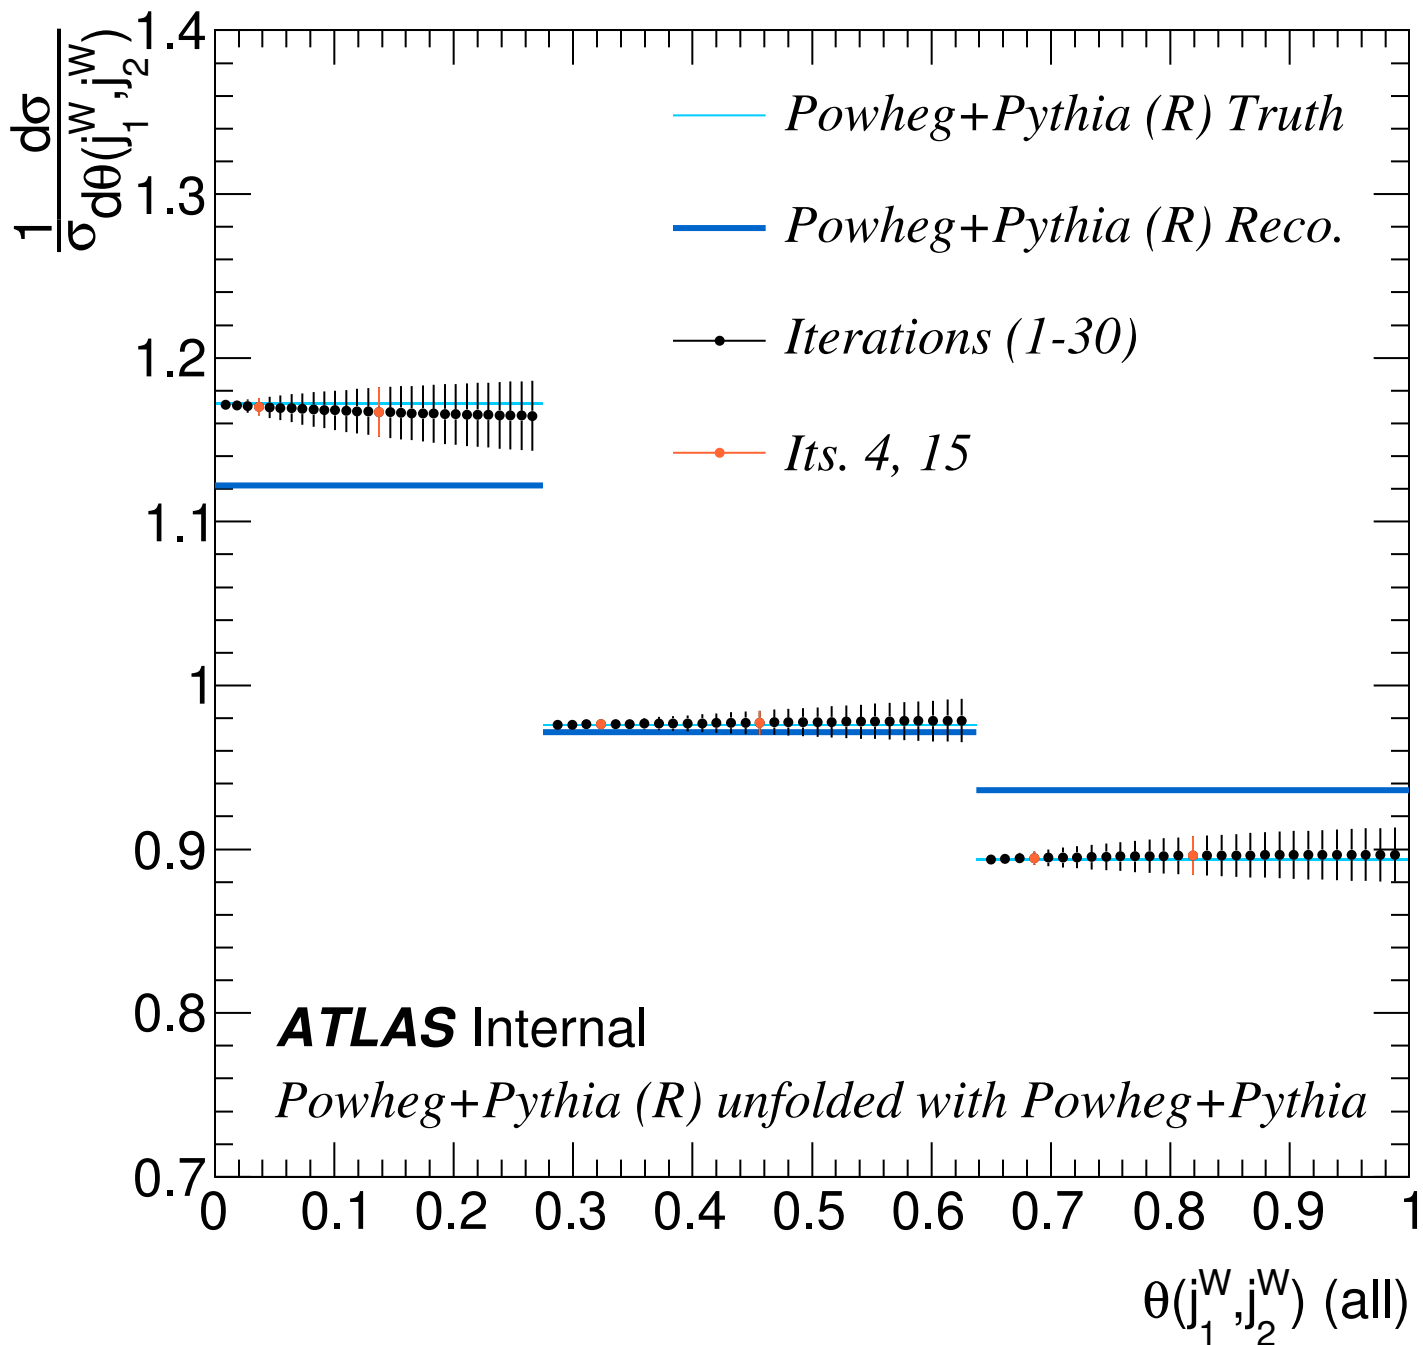 1/σ dσ/dθ(j₁ᵂ,j₂ᵂ)
1.4
1.3
1.2
1.1
1
0.9
0.8
0.7
Powheg+Pythia (R) Truth
Powheg+Pythia (R) Reco.
Iterations (1-30)
Its. 4, 15
ATLAS Internal
Powheg+Pythia (R) unfolded with Powheg+Pythia
0 0.1 0.2 0.3 0.4 0.5 0.6 0.7 0.8 0.9 1
θ(j₁ᵂ,j₂ᵂ) (all)